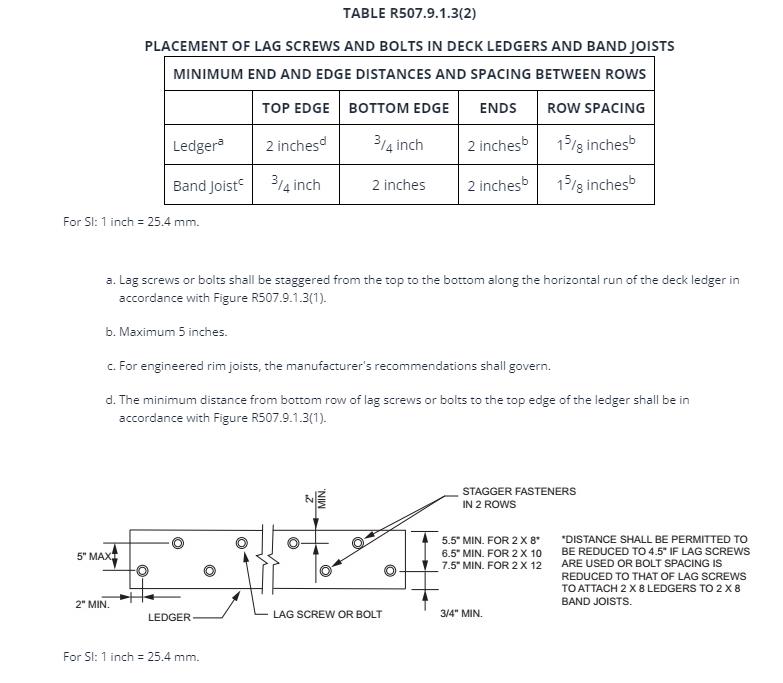 TABLE R507.9.1.3(2)
PLACEMENT OF LAG SCREWS AND BOLTS IN DECK LEDGERS AND BAND JOISTS
MINIMUM END AND EDGE DISTANCES AND SPACING BETWEEN ROWS
TOP EDGE BOTTOM EDGE ENDS ROW SPACING
Ledgerᵃ 2 inchesᵈ 3/4 inch 2 inchesᵇ 1 5/8 inchesᵇ
Band Joistᶜ 3/4 inch 2 inches 2 inchesᵇ 1 5/8 inchesᵇ
For SI: 1 inch = 25.4 mm.
a. Lag screws or bolts shall be staggered from the top to the bottom along the horizontal run of the deck ledger in
accordance with Figure R507.9.1.3(1).
b. Maximum 5 inches.
c. For engineered rim joists, the manufacturer's recommendations shall govern.
d. The minimum distance from bottom row of lag screws or bolts to the top edge of the ledger shall be in
accordance with Figure R507.9.1.3(1).
2"
MIN.
STAGGER FASTENERS
IN 2 ROWS
5" MAX
5.5" MIN. FOR 2 X 8*
6.5" MIN. FOR 2 X 10
7.5" MIN. FOR 2 X 12
*DISTANCE SHALL BE PERMITTED TO
BE REDUCED TO 4.5" IF LAG SCREWS
ARE USED OR BOLT SPACING IS
REDUCED TO THAT OF LAG SCREWS
TO ATTACH 2 X 8 LEDGERS TO 2 X 8
BAND JOISTS.
2" MIN.
LEDGER
LAG SCREW OR BOLT
3/4" MIN.
For SI: 1 inch = 25.4 mm.